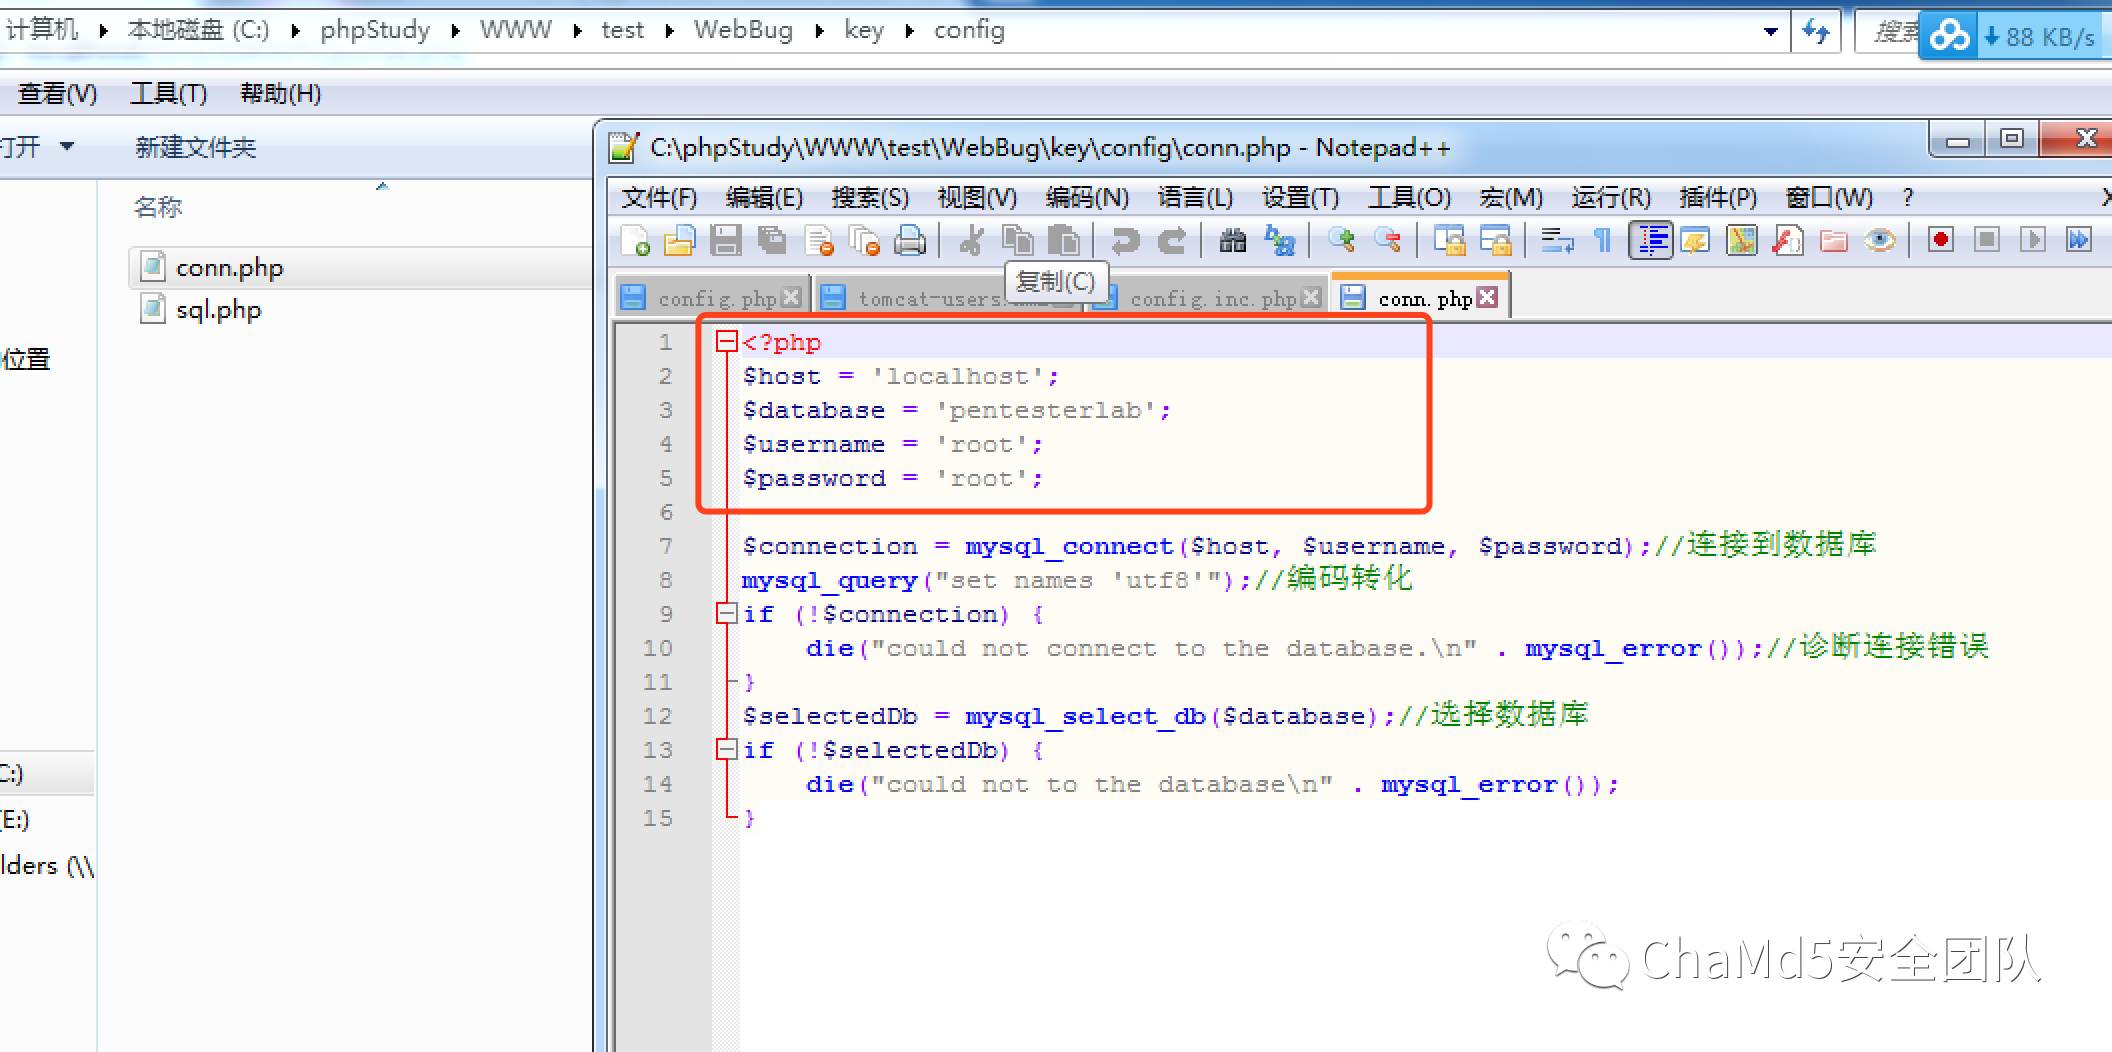 计算机 本地磁盘 (C:) phpStudy WWW test WebBug key config
搜索
88 KB/s
查看(V) 工具(T) 帮助(H)
打开 新建文件夹
名称
conn.php
sql.php
位置
C:)
(E:)
lders (\\
C:\phpStudy\WWW\test\WebBug\key\config\conn.php - Notepad++
文件(F) 编辑(E) 搜索(S) 视图(V) 编码(N) 语言(L) 设置(T) 工具(O) 宏(M) 运行(R) 插件(P) 窗口(W) ? X
复制(C)
config.php tomcat-users. config.inc.php conn.php
1 <?php
2 $host = 'localhost';
3 $database = 'pentesterlab';
4 $username = 'root';
5 $password = 'root';
6
7 $connection = mysql_connect($host, $username, $password);//连接到数据库
8 mysql_query("set names 'utf8'");//编码转化
9 if (!$connection) {
10     die("could not connect to the database.\n" . mysql_error());//诊断连接错误
11 }
12 $selectedDb = mysql_select_db($database);//选择数据库
13 if (!$selectedDb) {
14     die("could not to the database\n" . mysql_error());
15 }
ChaMd5安全团队